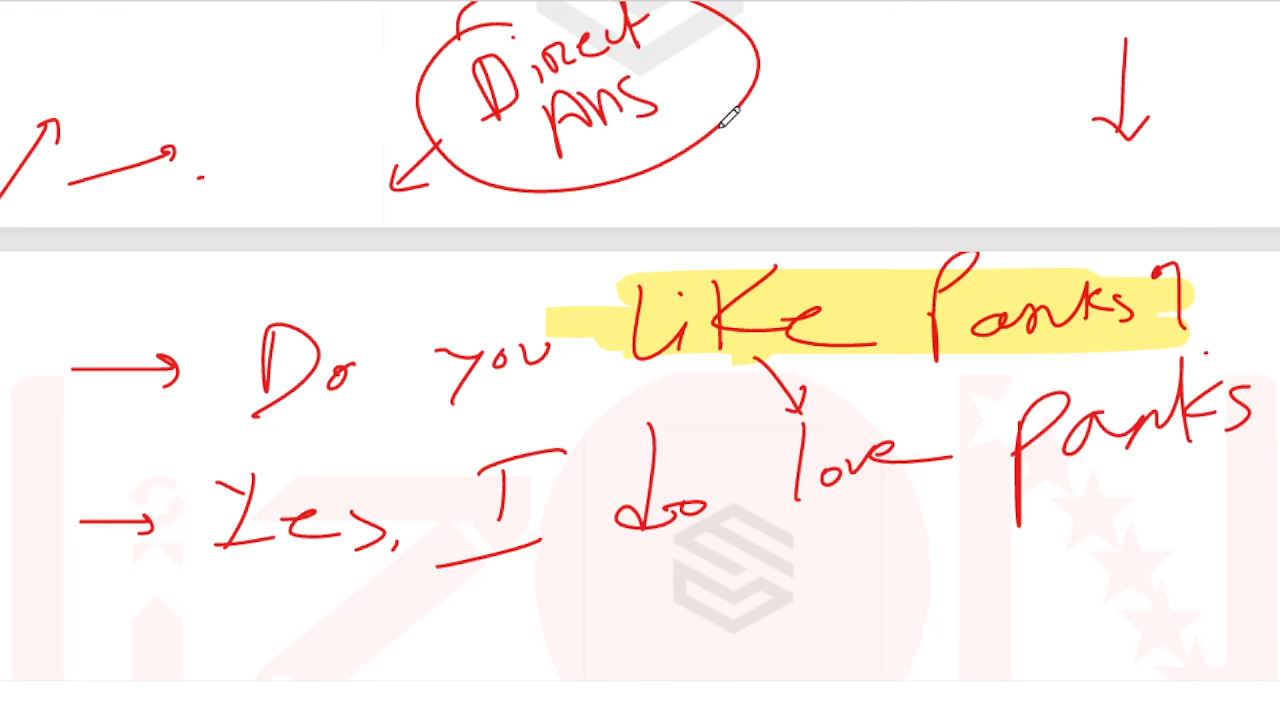 Direct
Ans
→ Do you like Parks?
→ Yes, I do love Parks